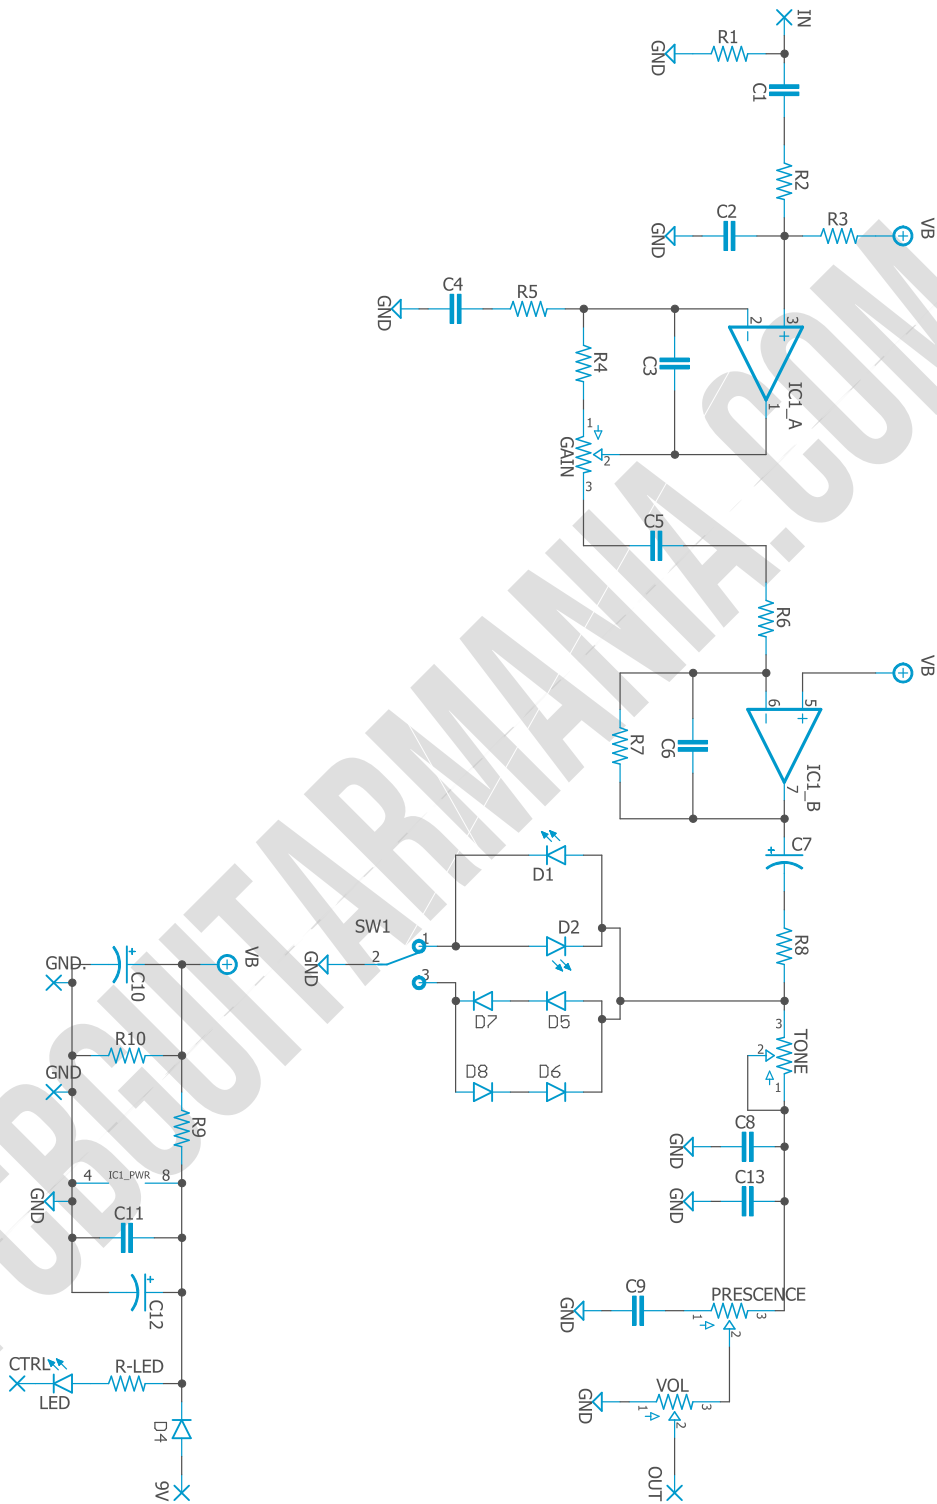 IN
R1
GND
C1
R2
C2
GND
R3
VB
C4
R5
GND
2
3
R4
C3
IC1_A
1
1
GAIN
2
3
C5
R6
VB
6
5
R7
C6
IC1_B
7
C7
D1
SW1
1
D2
2
GND
3
R8
D7
D5
D8
D6
3
TONE
2
1
C8
GND
C13
GND
C9
PRESCENCE
GND
1
2
3
VOL
GND
1
2
3
OUT
VB
GND.
C10
R10
GND
R9
4
IC1_PWR
8
GND
C11
C12
CTRL
R-LED
LED
D4
9V
BGUITARMANIA.COM